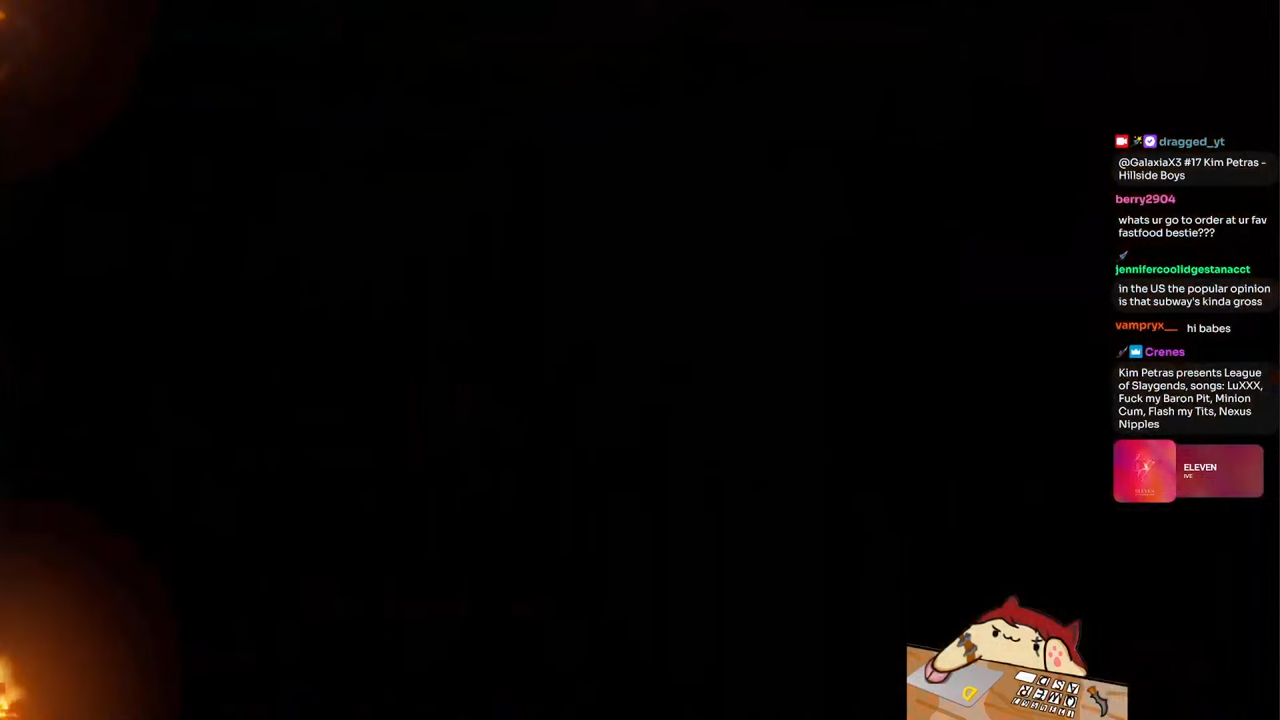 dragged_yt
@GalaxiaX3 #17 Kim Petras -
Hillside Boys
berry2904
whats ur go to order at ur fav
fastfood bestie???
jennifercoolidgestanacct
in the US the popular opinion
is that subway's kinda gross
vampryx__ hi babes
Crenes
Kim Petras presents League
of Slaygends, songs: LuXXX,
Fuck my Baron Pit, Minion
Cum, Flash my Tits, Nexus
Nipples
ELEVEN
IVE